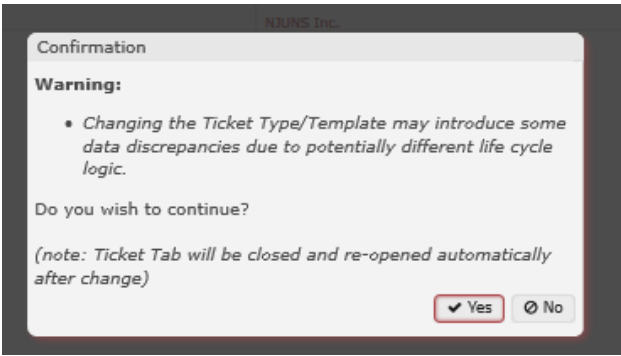 NJUNS Inc.
Confirmation
Warning:
• Changing the Ticket Type/Template may introduce some
data discrepancies due to potentially different life cycle
logic.
Do you wish to continue?
(note: Ticket Tab will be closed and re-opened automatically
after change)
Yes No